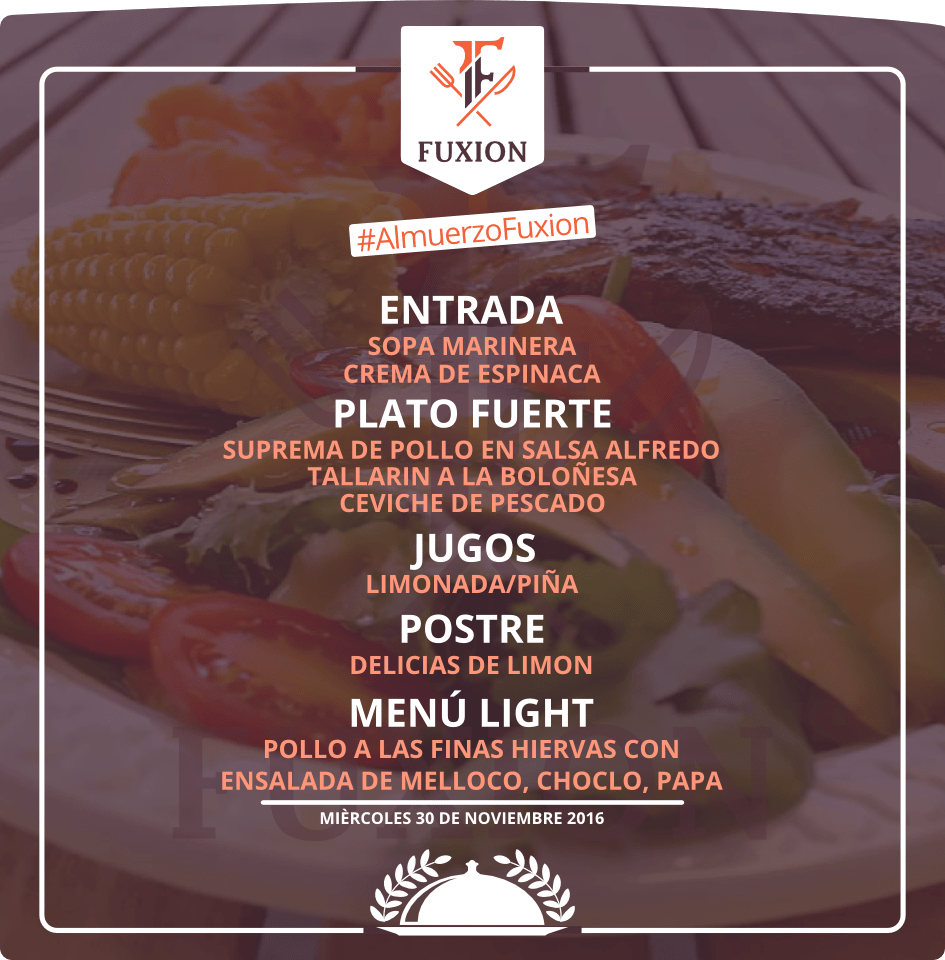 FUXION
#AlmuerzoFuxion
ENTRADA
SOPA MARINERA
CREMA DE ESPINACA
PLATO FUERTE
SUPREMA DE POLLO EN SALSA ALFREDO
TALLARIN A LA BOLOÑESA
CEVICHE DE PESCADO
JUGOS
LIMONADA/PIÑA
POSTRE
DELICIAS DE LIMON
MENÚ LIGHT
POLLO A LAS FINAS HIERVAS CON
ENSALADA DE MELLOCO, CHOCLO, PAPA
MIÈRCOLES 30 DE NOVIEMBRE 2016
FUXION